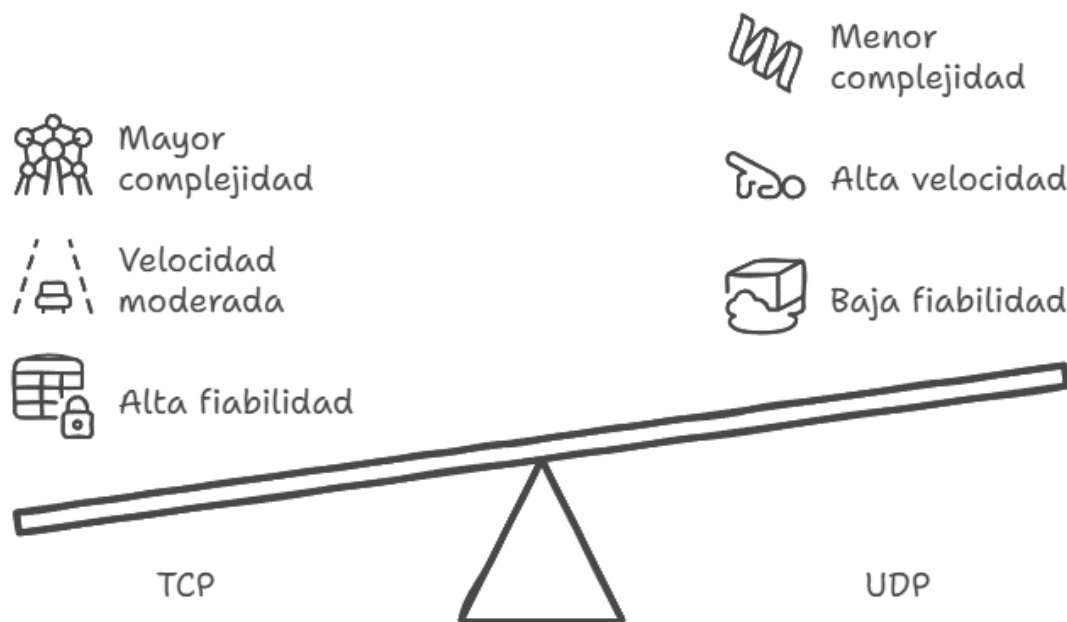 Mayor
complejidad
Velocidad
moderada
Alta fiabilidad
TCP
Menor
complejidad
Alta velocidad
Baja fiabilidad
UDP